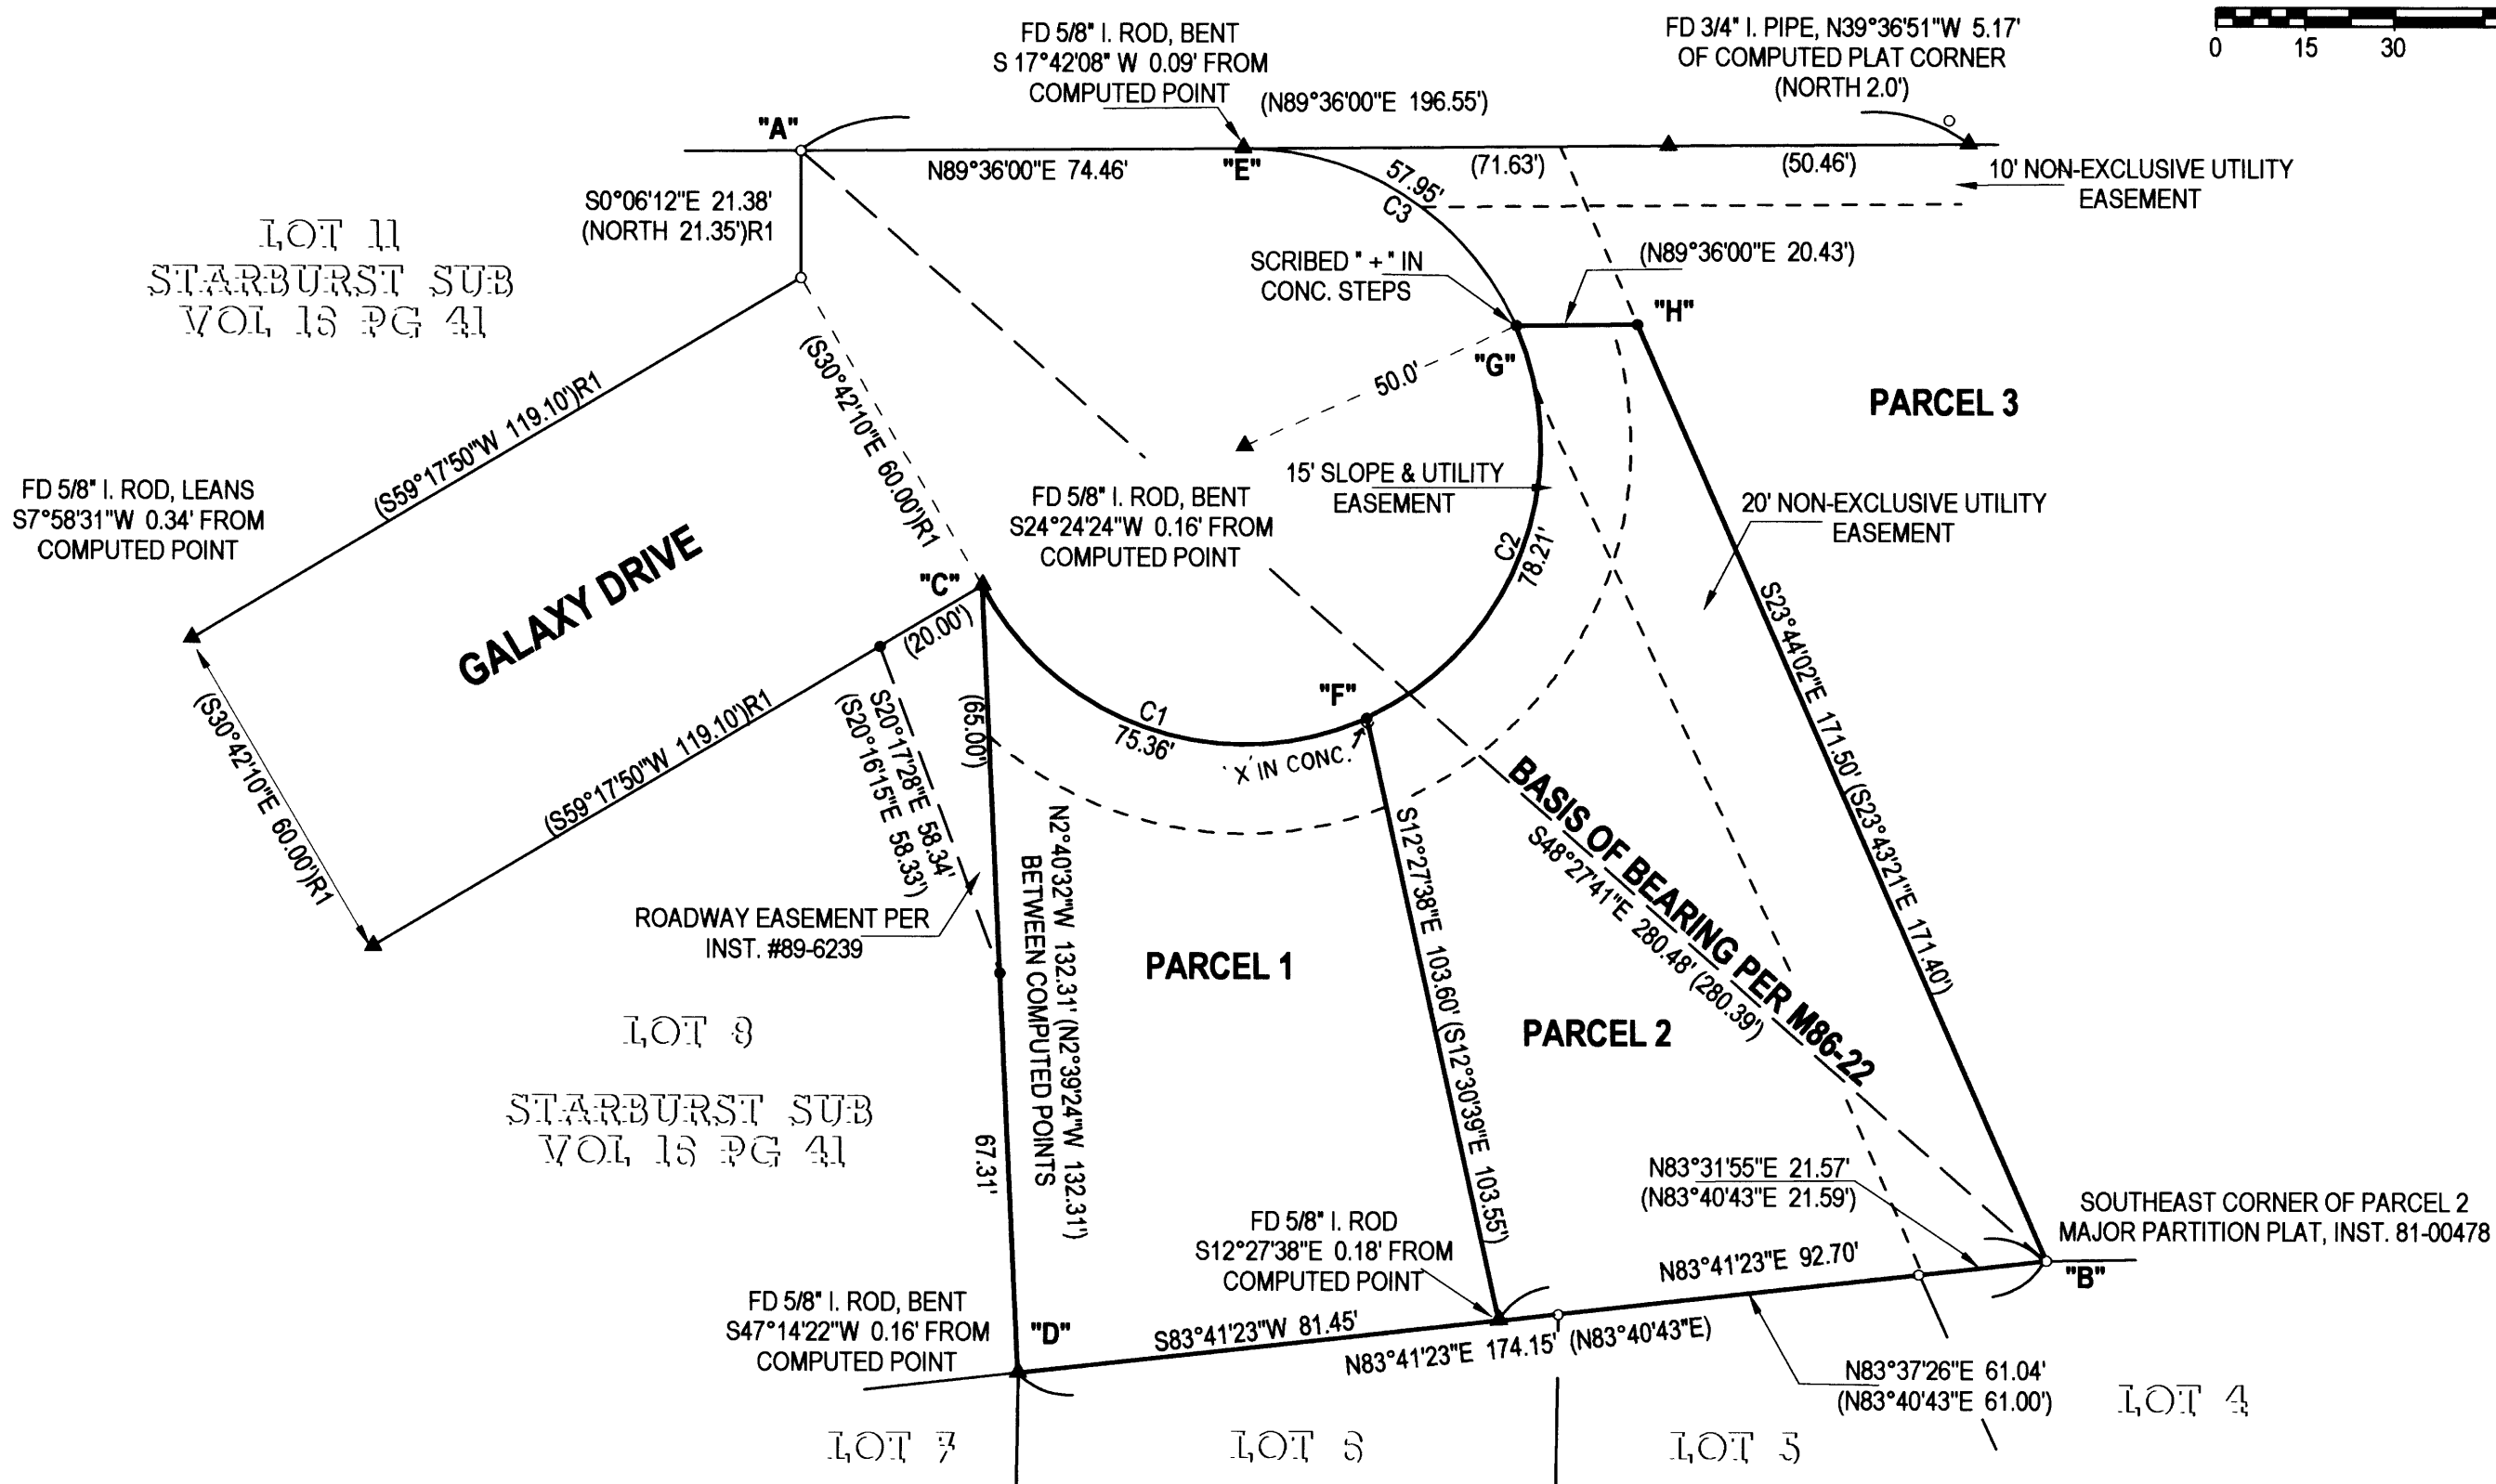 FD 5/8" I. ROD, BENT
S 17°42'08" W 0.09' FROM
COMPUTED POINT
(N89°36'00"E 196.55')
FD 3/4" I. PIPE, N39°36'51"W 5.17'
OF COMPUTED PLAT CORNER
(NORTH 2.0')
0 15 30
"A"
N89°36'00"E 74.46'
"E"
57.95'
C3
(71.63')
(50.46')
10' NON-EXCLUSIVE UTILITY
EASEMENT
S0°06'12"E 21.38'
(NORTH 21.35')R1
LOT 11
STARBURST SUB
VOL 16 PG 41
SCRIBED "+" IN
CONC. STEPS
(N89°36'00"E 20.43')
"H"
"G"
50.0'
PARCEL 3
(S30°42'10"E 60.00')R1
(S59°17'50"W 119.10')R1
FD 5/8" I. ROD, LEANS
S7°58'31"W 0.34' FROM
COMPUTED POINT
GALAXY DRIVE
FD 5/8" I. ROD, BENT
S24°24'24"W 0.16' FROM
COMPUTED POINT
15' SLOPE & UTILITY
EASEMENT
20' NON-EXCLUSIVE UTILITY
EASEMENT
C2
78.21'
"C"
(20.00')
S23°44'02"E 171.50' (S23°43'21"E 171.40')
(S30°42'10"E 60.00')R1
(S59°17'50"W 119.10')R1
S20°17'28"E 58.34'
(S20°16'15"E 58.33')
(65.00')
C1
75.36'
"F"
'X' IN CONC.
BASIS OF BEARING PER M86-22
S48°27'41"E 280.48' (280.39')
N2°40'32"W 132.31' (N2°39'24"W 132.31')
BETWEEN COMPUTED POINTS
S12°27'38"E 103.60' (S12°30'39"E 103.55')
ROADWAY EASEMENT PER
INST. #89-6239
PARCEL 1
PARCEL 2
LOT 8
STARBURST SUB
VOL 16 PG 41
67.31'
N83°31'55"E 21.57'
(N83°40'43"E 21.59')
SOUTHEAST CORNER OF PARCEL 2
MAJOR PARTITION PLAT, INST. 81-00478
FD 5/8" I. ROD
S12°27'38"E 0.18' FROM
COMPUTED POINT
N83°41'23"E 92.70'
"B"
FD 5/8" I. ROD, BENT
S47°14'22"W 0.16' FROM
COMPUTED POINT
"D"
S83°41'23"W 81.45'
N83°41'23"E 174.15' (N83°40'43"E)
N83°37'26"E 61.04'
(N83°40'43"E 61.00')
LOT 4
LOT 7
LOT 6
LOT 5